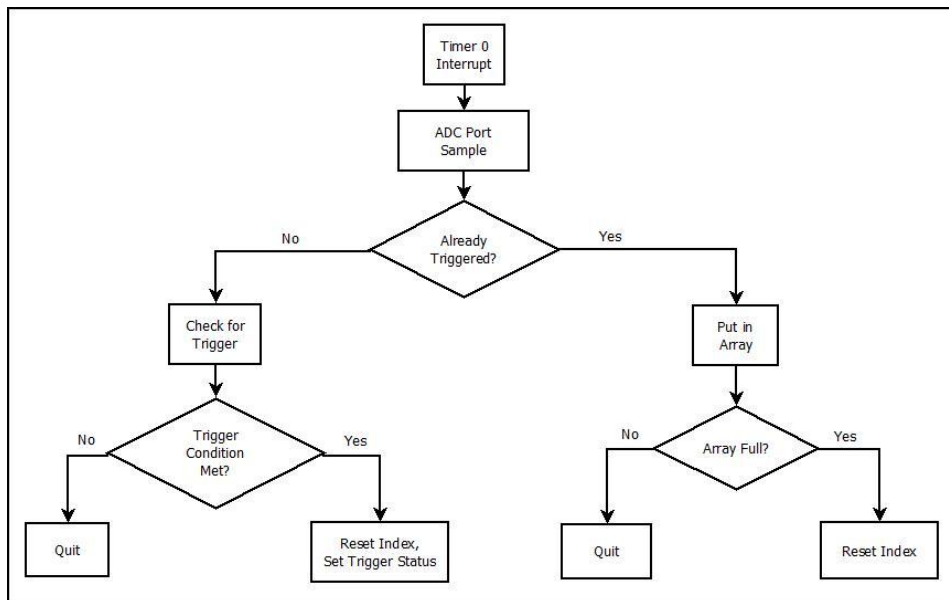 Timer 0
Interrupt
ADC Port
Sample
Already
Triggered?
No
Yes
Check for
Trigger
Put in
Array
Trigger
Condition
Met?
No
Yes
Array Full?
No
Yes
Quit
Reset Index,
Set Trigger Status
Quit
Reset Index